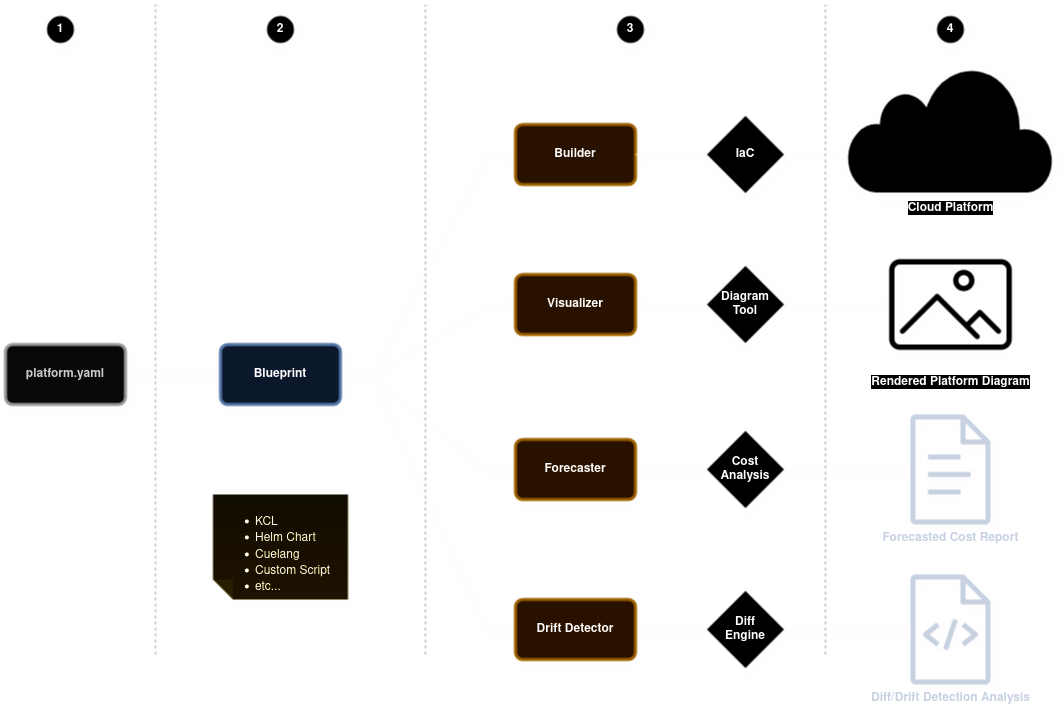 1
2
3
4
Builder
IaC
Cloud Platform
Visualizer
Diagram
Tool
Rendered Platform Diagram
platform.yaml
Blueprint
Forecaster
Cost
Analysis
Forecasted Cost Report
• KCL
• Helm Chart
• Cuelang
• Custom Script
• etc...
Drift Detector
Diff
Engine
</>
Diff/Drift Detection Analysis